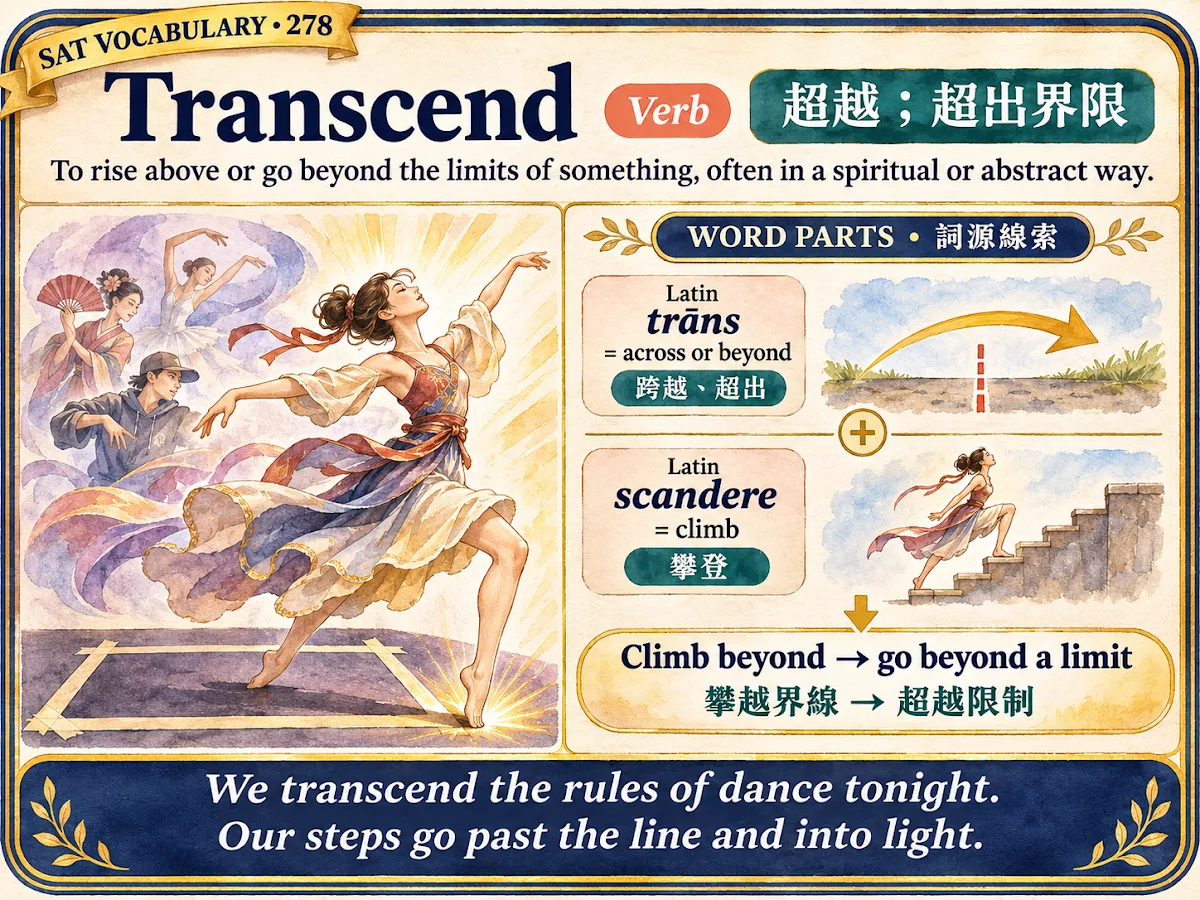 SAT VOCABULARY • 278
Transcend
Verb
超越；超出界限
To rise above or go beyond the limits of something, often in a spiritual or abstract way.
WORD PARTS • 詞源線索
Latin
trāns
= across or beyond
跨越、超出
+
Latin
scandere
= climb
攀登
Climb beyond → go beyond a limit
攀越界線 → 超越限制
We transcend the rules of dance tonight.
Our steps go past the line and into light.